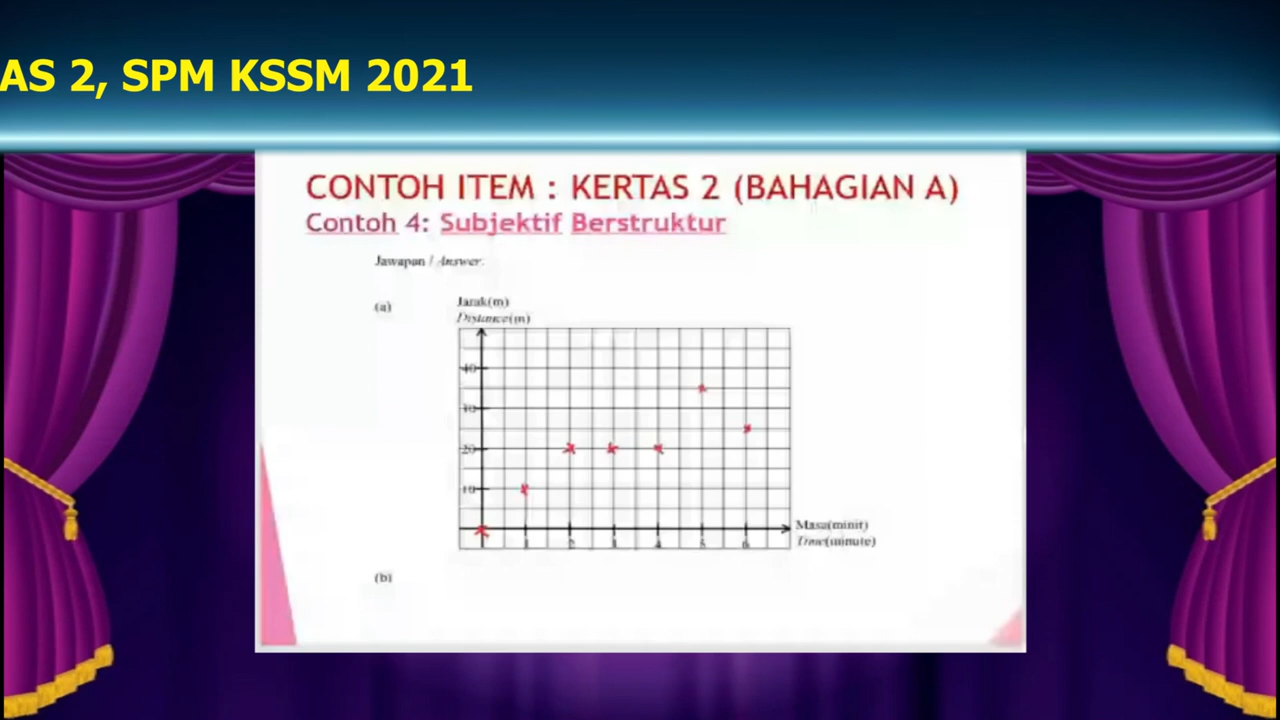 AS 2, SPM KSSM 2021
CONTOH ITEM : KERTAS 2 (BAHAGIAN A)
Contoh 4: Subjektif Berstruktur
Jawapan / Answer:
(a)
Jarak(m)
Distance(m)
40
30
20
10
1 2 3 4 5 6
Masa(minit)
Time(minute)
(b)